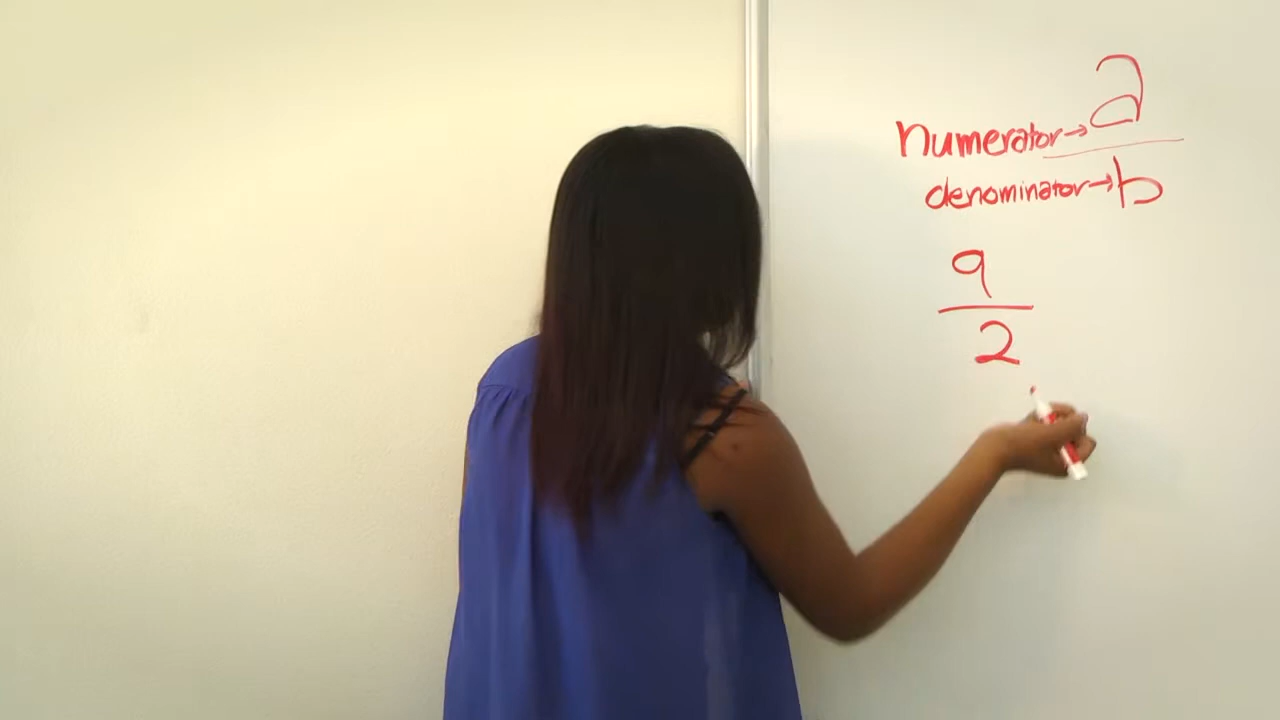 numerator→ a
denominator→ b
9
2